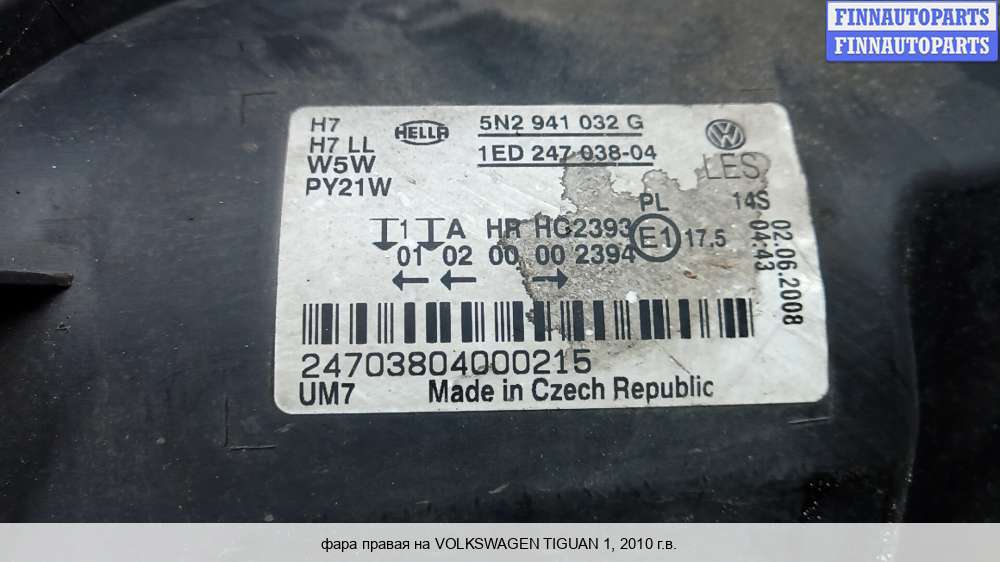 FINNAUTOPARTS
FINNAUTOPARTS
H7
H7 LL
W5W
PY21W
HELLA
5N2 941 032 G
1ED 247 038-04
LES
PL
14S
1 A HR HC2393
01 02 00 00 2394
E1 17.5
02.06.2008
04:43
24703804000215
UM7 Made in Czech Republic
фара правая на VOLKSWAGEN TIGUAN 1, 2010 г.в.